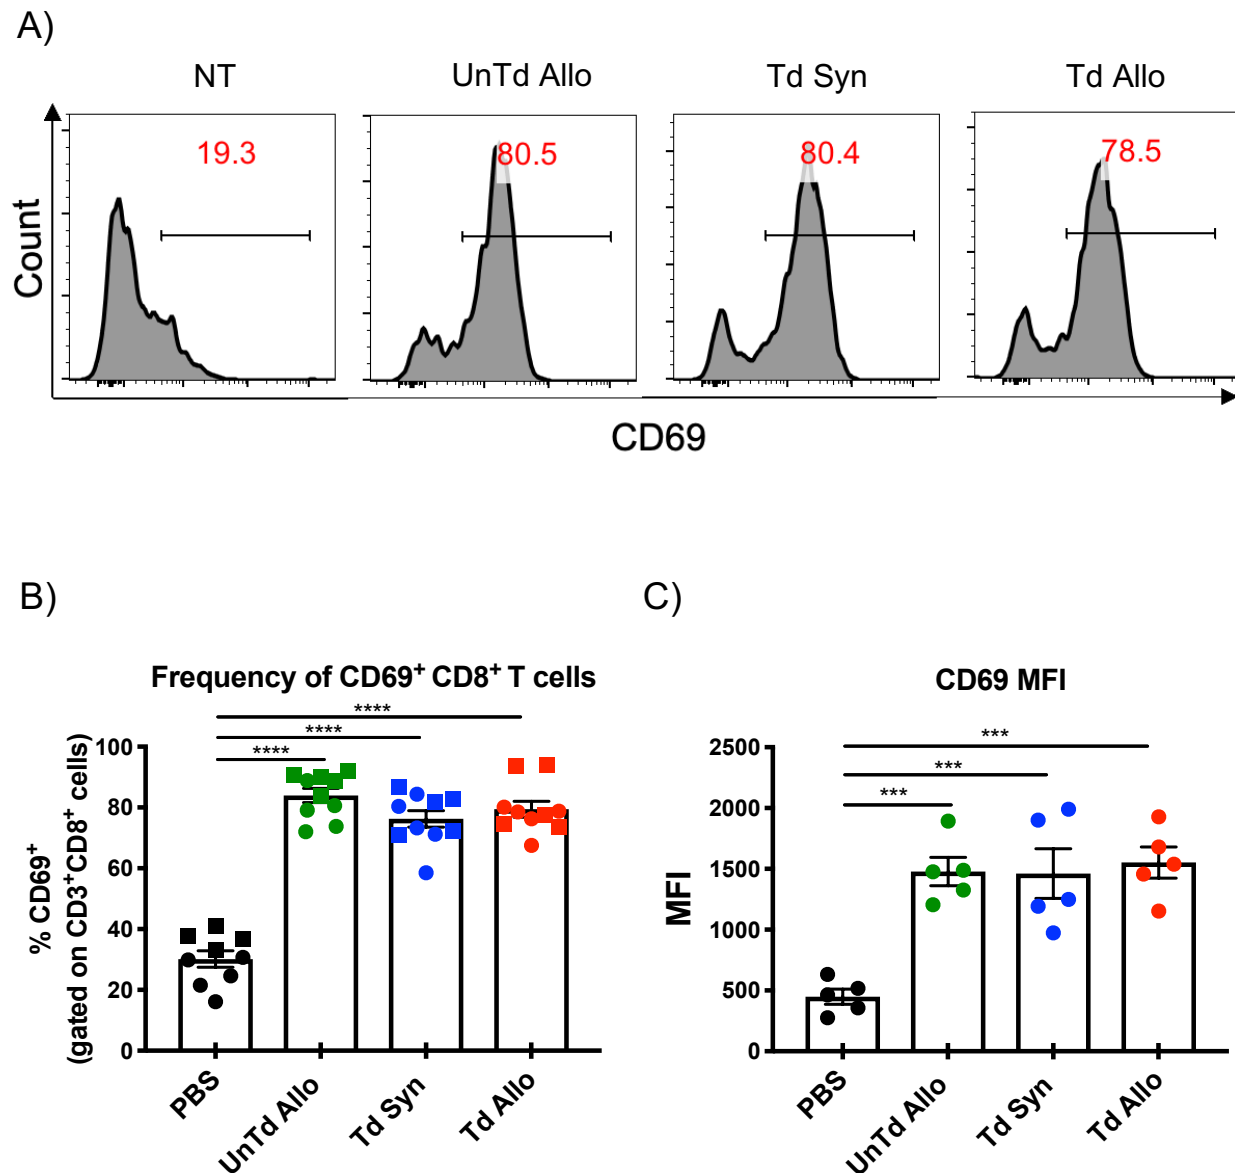 A)
NT
UnTd Allo
Td Syn
Td Allo
19.3
80.5
80.4
78.5
Count
CD69
B)
C)
Frequency of CD69+ CD8+ T cells
CD69 MFI
****
****
****
***
***
***
% CD69+
(gated on CD3+CD8+ cells)
100
80
60
40
20
0
PBS
UnTd Allo
Td Syn
Td Allo
MFI
2500
2000
1500
1000
500
0
PBS
UnTd Allo
Td Syn
Td Allo